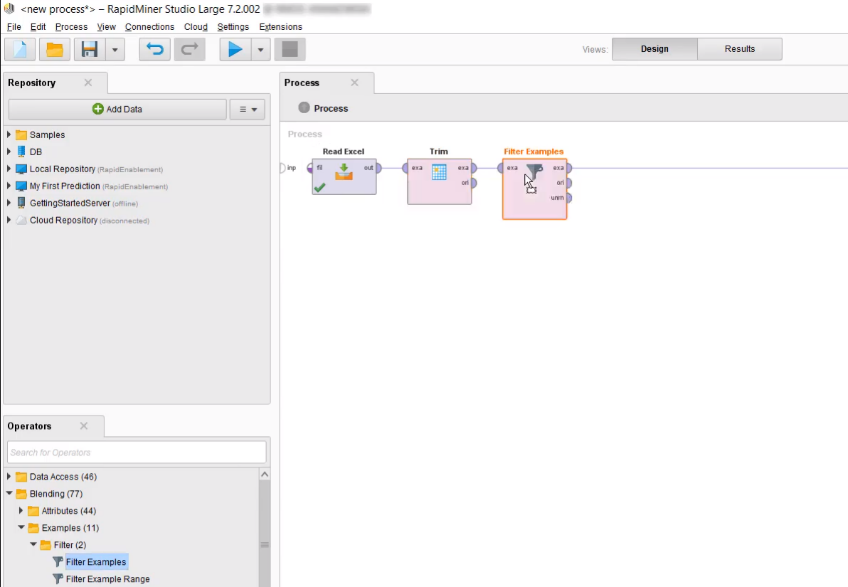 <new process*> – RapidMiner Studio Large 7.2.002
File Edit Process View Connections Cloud Settings Extensions
Views: Design Results
Repository
Process
Add Data
Process
Samples
DB
Local Repository (RapidEnablement)
My First Prediction (RapidEnablement)
GettingStartedServer (offline)
Cloud Repository (disconnected)
Process
Read Excel Trim Filter Examples
inp fil out exa exa exa exa
ori ori
unm
Operators
Search for Operators
Data Access (46)
Blending (77)
Attributes (44)
Examples (11)
Filter (2)
Filter Examples
Filter Example Range